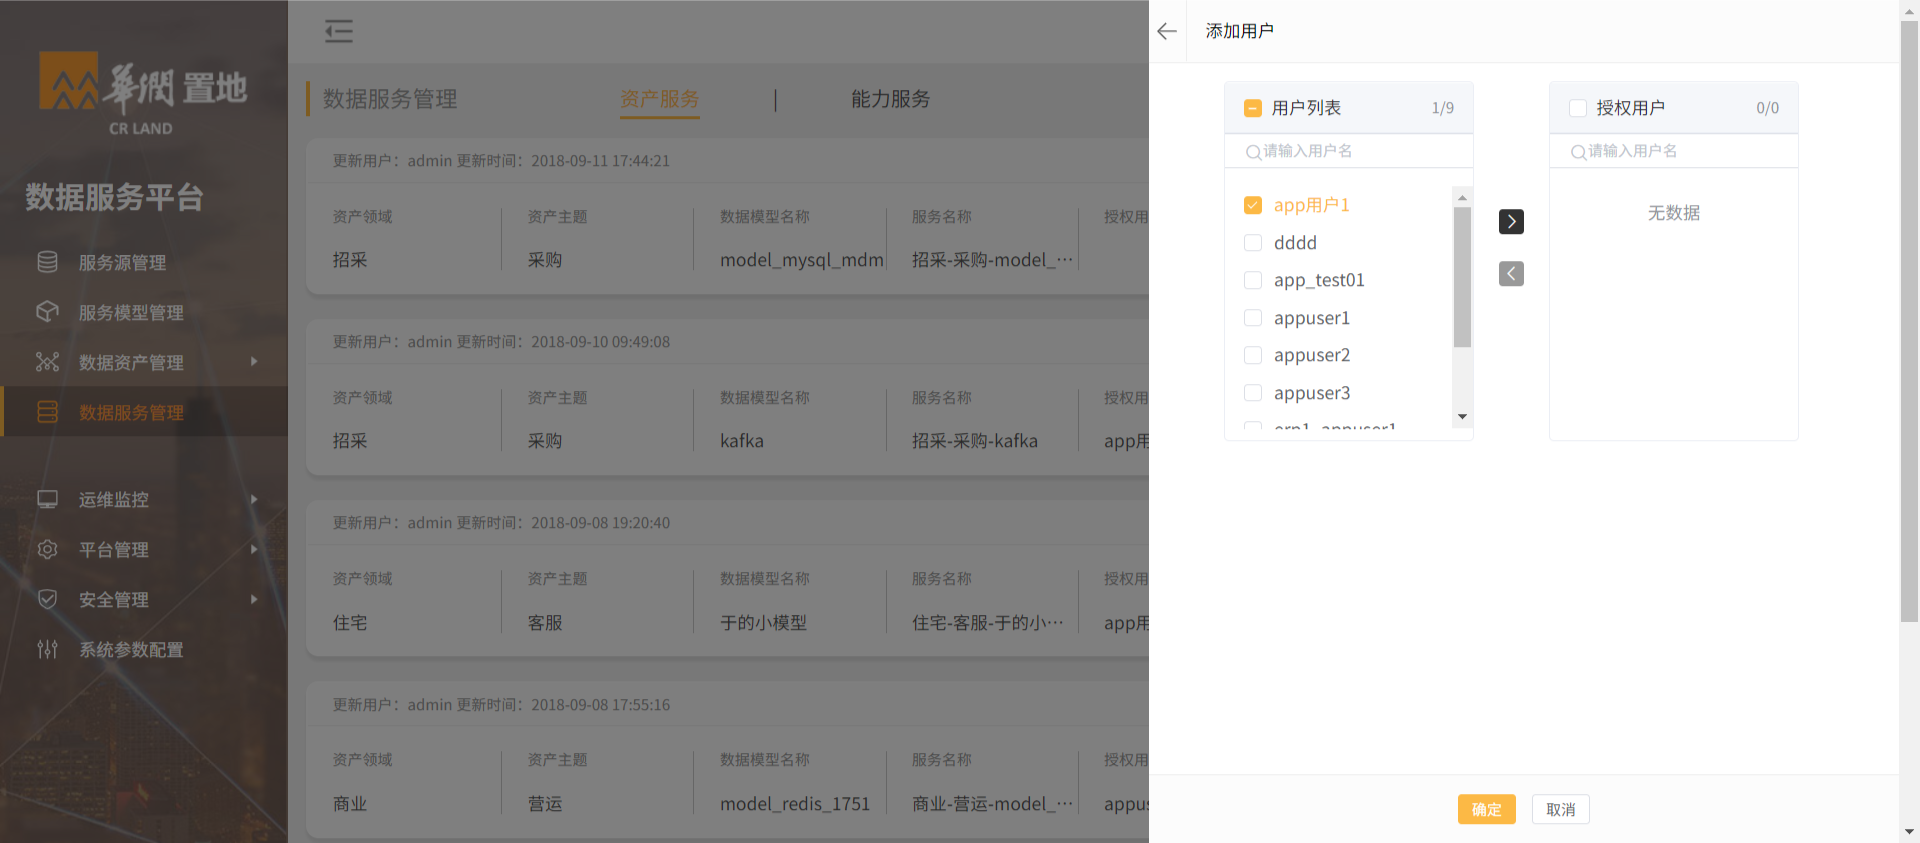 華润 置地
CR LAND
数据服务平台
服务源管理
服务模型管理
数据资产管理
数据服务管理
运维监控
平台管理
安全管理
系统参数配置
数据服务管理
资产服务
|
能力服务
更新用户：admin 更新时间：2018-09-11 17:44:21
资产领域 资产主题 数据模型名称 服务名称 授权用
招采 采购 model_mysql_mdm 招采-采购-model_···
更新用户：admin 更新时间：2018-09-10 09:49:08
资产领域 资产主题 数据模型名称 服务名称 授权用
招采 采购 kafka 招采-采购-kafka app用
更新用户：admin 更新时间：2018-09-08 19:20:40
资产领域 资产主题 数据模型名称 服务名称 授权用
住宅 客服 于的小模型 住宅-客服-于的小··· app用
更新用户：admin 更新时间：2018-09-08 17:55:16
资产领域 资产主题 数据模型名称 服务名称 授权用
商业 营运 model_redis_1751 商业-营运-model_··· appus
添加用户
用户列表 1/9
请输入用户名
app用户1
dddd
app_test01
appuser1
appuser2
appuser3
erp1_appuser1
授权用户 0/0
请输入用户名
无数据
确定
取消